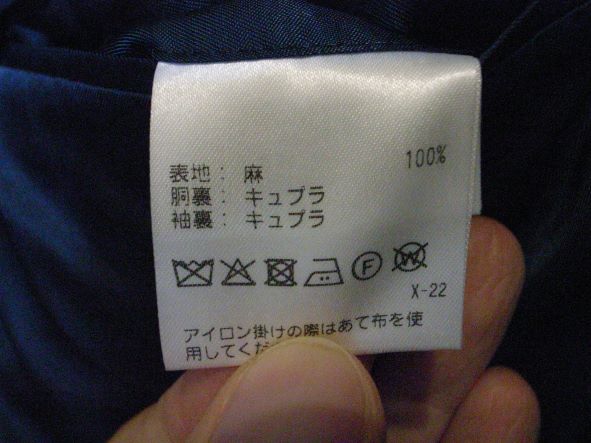 表地： 麻 100%
胴裏： キュプラ
袖裏： キュプラ
F W
X-22
アイロン掛けの際はあて布を使
用してくだ